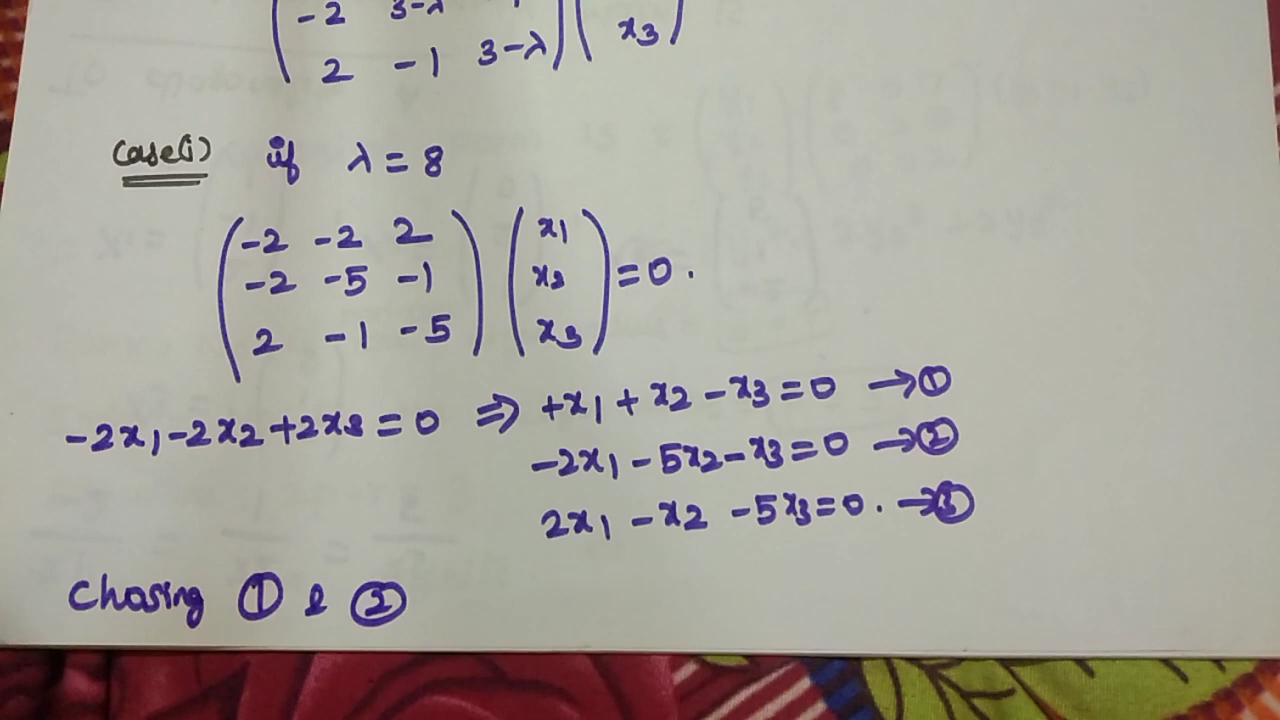 -2 3-λ
2 -1 3-λ x3
Case(i) if λ = 8
-2 -2 2 x1
-2 -5 -1 x2 = 0.
2 -1 -5 x3
-2x1 - 2x2 + 2x3 = 0 ⇒ +x1 + x2 - x3 = 0 → ①
-2x1 - 5x2 - x3 = 0 → ②
2x1 - x2 - 5x3 = 0. → ③
Chosing ① & ②